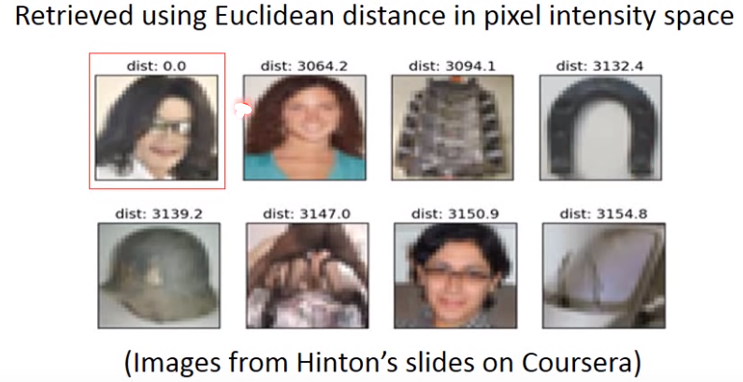 Retrieved using Euclidean distance in pixel intensity space
dist: 0.0 dist: 3064.2 dist: 3094.1 dist: 3132.4
dist: 3139.2 dist: 3147.0 dist: 3150.9 dist: 3154.8
(Images from Hinton's slides on Coursera)